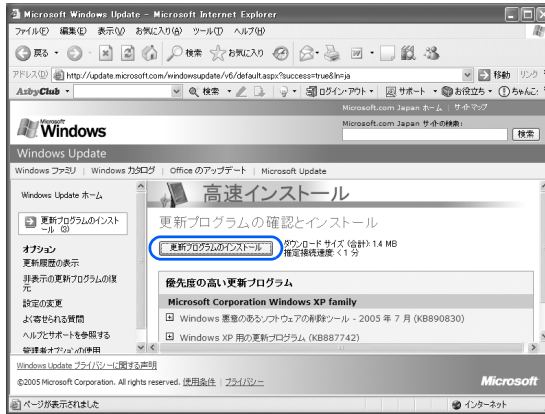 Microsoft Windows Update - Microsoft Internet Explorer
ファイル(F) 編集(E) 表示(V) お気に入り(A) ツール(T) ヘルプ(H)
戻る 検索 お気に入り
アドレス(D) http://update.microsoft.com/windowsupdate/v6/default.aspx?success=true&ln=ja 移動 リンク
AzbyClub 検索 ログイン・アウト サポート お役立ち
Microsoft.com Japan ホーム | サイトマップ
Microsoft Windows
Microsoft.com Japan サイトの検索:
検索
Windows Update
Windows ファミリ | Windows カタログ | Office のアップデート | Microsoft Update
Windows Update ホーム
更新プログラムのインストール (3)
オプション
更新履歴の表示
非表示の更新プログラムの復元
設定の変更
よく寄せられる質問
ヘルプとサポートを参照する
管理者オプションの使用
高速インストール
更新プログラムの確認とインストール
更新プログラムのインストール
ダウンロード サイズ (合計): 1.4 MB
推定接続速度: < 1 分
優先度の高い更新プログラム
Microsoft Corporation Windows XP family
Windows 悪意のあるソフトウェアの削除ツール - 2005 年 7 月 (KB890830)
Windows XP 用の更新プログラム (KB887742)
Windows Update プライバシーに関する声明
©2005 Microsoft Corporation. All rights reserved. 使用条件 | プライバシー
Microsoft
ページが表示されました
インターネット